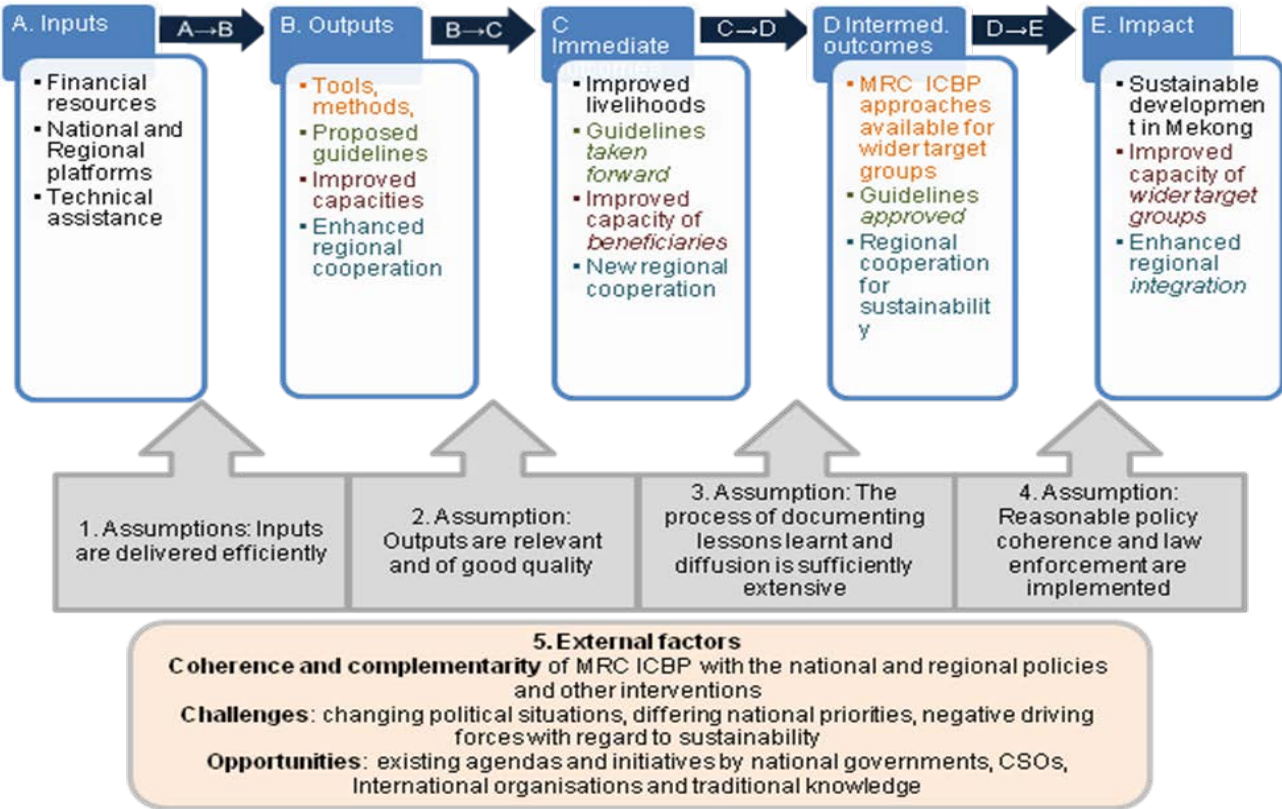 A. Inputs
A→B
B. Outputs
B→C
C
Immediate
outcomes
C→D
D Intermed.
outcomes
D→E
E. Impact
▪ Financial
resources
▪ National and
Regional
platforms
▪ Technical
assistance
▪ Tools,
methods,
▪ Proposed
guidelines
▪ Improved
capacities
▪ Enhanced
regional
cooperation
▪ Improved
livelihoods
▪ Guidelines
taken
forward
▪ Improved
capacity of
beneficiaries
▪ New regional
cooperation
▪ MRC ICBP
approaches
available for
wider target
groups
▪ Guidelines
approved
▪ Regional
cooperation
for
sustainabilit
y
▪ Sustainable
developmen
t in Mekong
▪ Improved
capacity of
wider target
groups
▪ Enhanced
regional
integration
1. Assumptions: Inputs
are delivered efficiently
2. Assumption:
Outputs are relevant
and of good quality
3. Assumption: The
process of documenting
lessons learnt and
diffusion is sufficiently
extensive
4. Assumption:
Reasonable policy
coherence and law
enforcement are
implemented
5. External factors
Coherence and complementarity of MRC ICBP with the national and regional policies
and other interventions
Challenges: changing political situations, differing national priorities, negative driving
forces with regard to sustainability
Opportunities: existing agendas and initiatives by national governments, CSOs,
International organisations and traditional knowledge